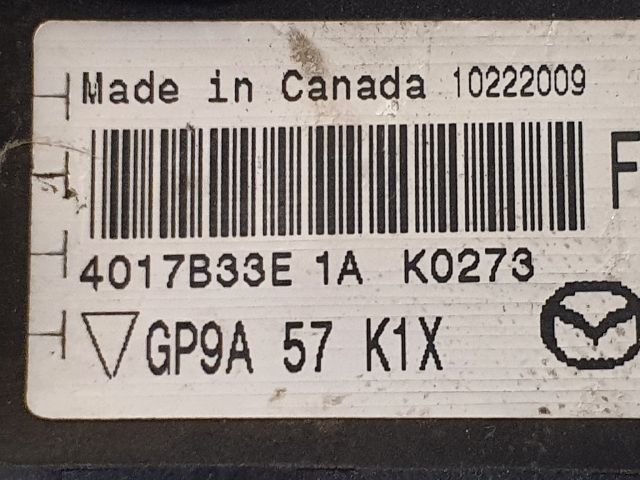 Made in Canada 10222009
F
4017B33E 1A K0273
GP9A 57 K1X